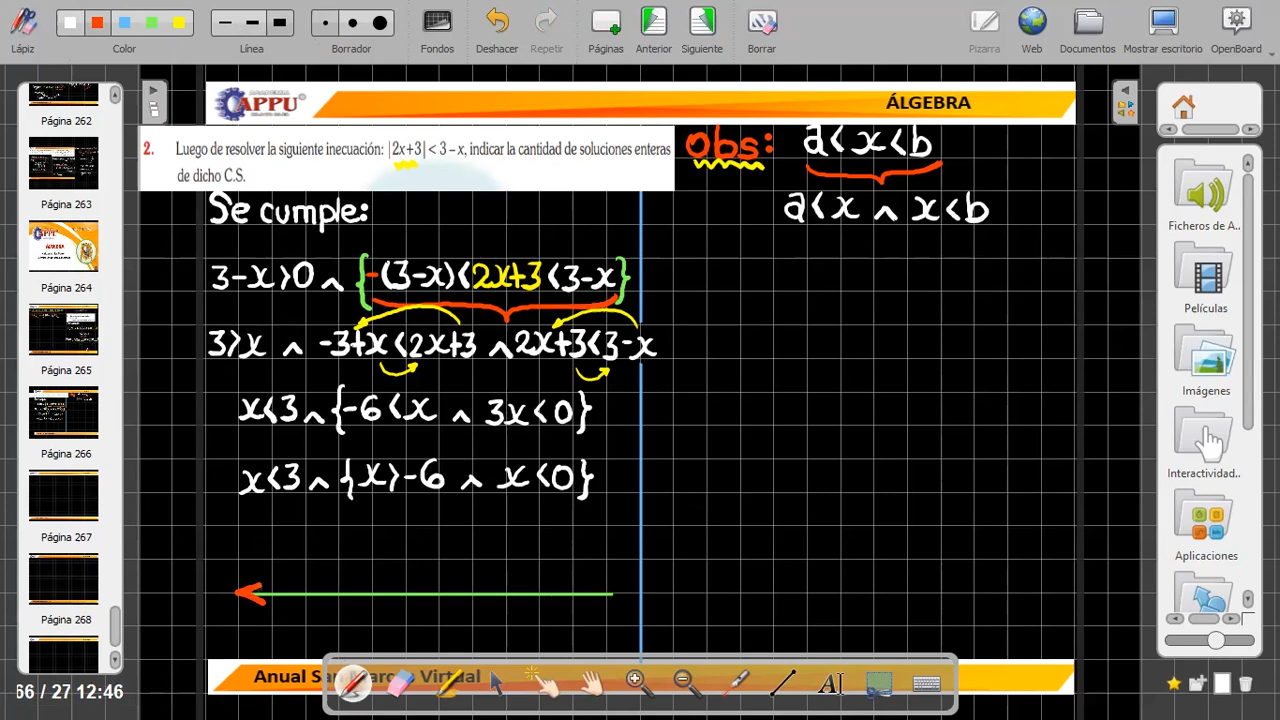 Lápiz
Color
Línea
Borrador
Fondos
Deshacer
Repetir
Páginas
Anterior
Siguiente
Borrar
Pizarra
Web
Documentos
Mostrar escritorio
OpenBoard
Página 262
Página 263
Página 264
Página 265
Página 266
Página 267
Página 268
66 / 27 12:46
APPU
ÁLGEBRA
2. Luego de resolver la siguiente inecuación: |2x+3| < 3 – x, indicar la cantidad de soluciones enteras
de dicho C.S.
Se cumple:
3-x>0 ∧ {-(3-x)<2x+3<3-x}
3>x ∧ -3+x<2x+3 ∧ 2x+3<3-x
x<3 ∧ {-6<x ∧ 3x<0}
x<3 ∧ {x>-6 ∧ x<0}
obs: a<x<b
a<x ∧ x<b
Anual San Marcos Virtual
Ficheros de A..
Películas
Imágenes
Interactividad..
Aplicaciones